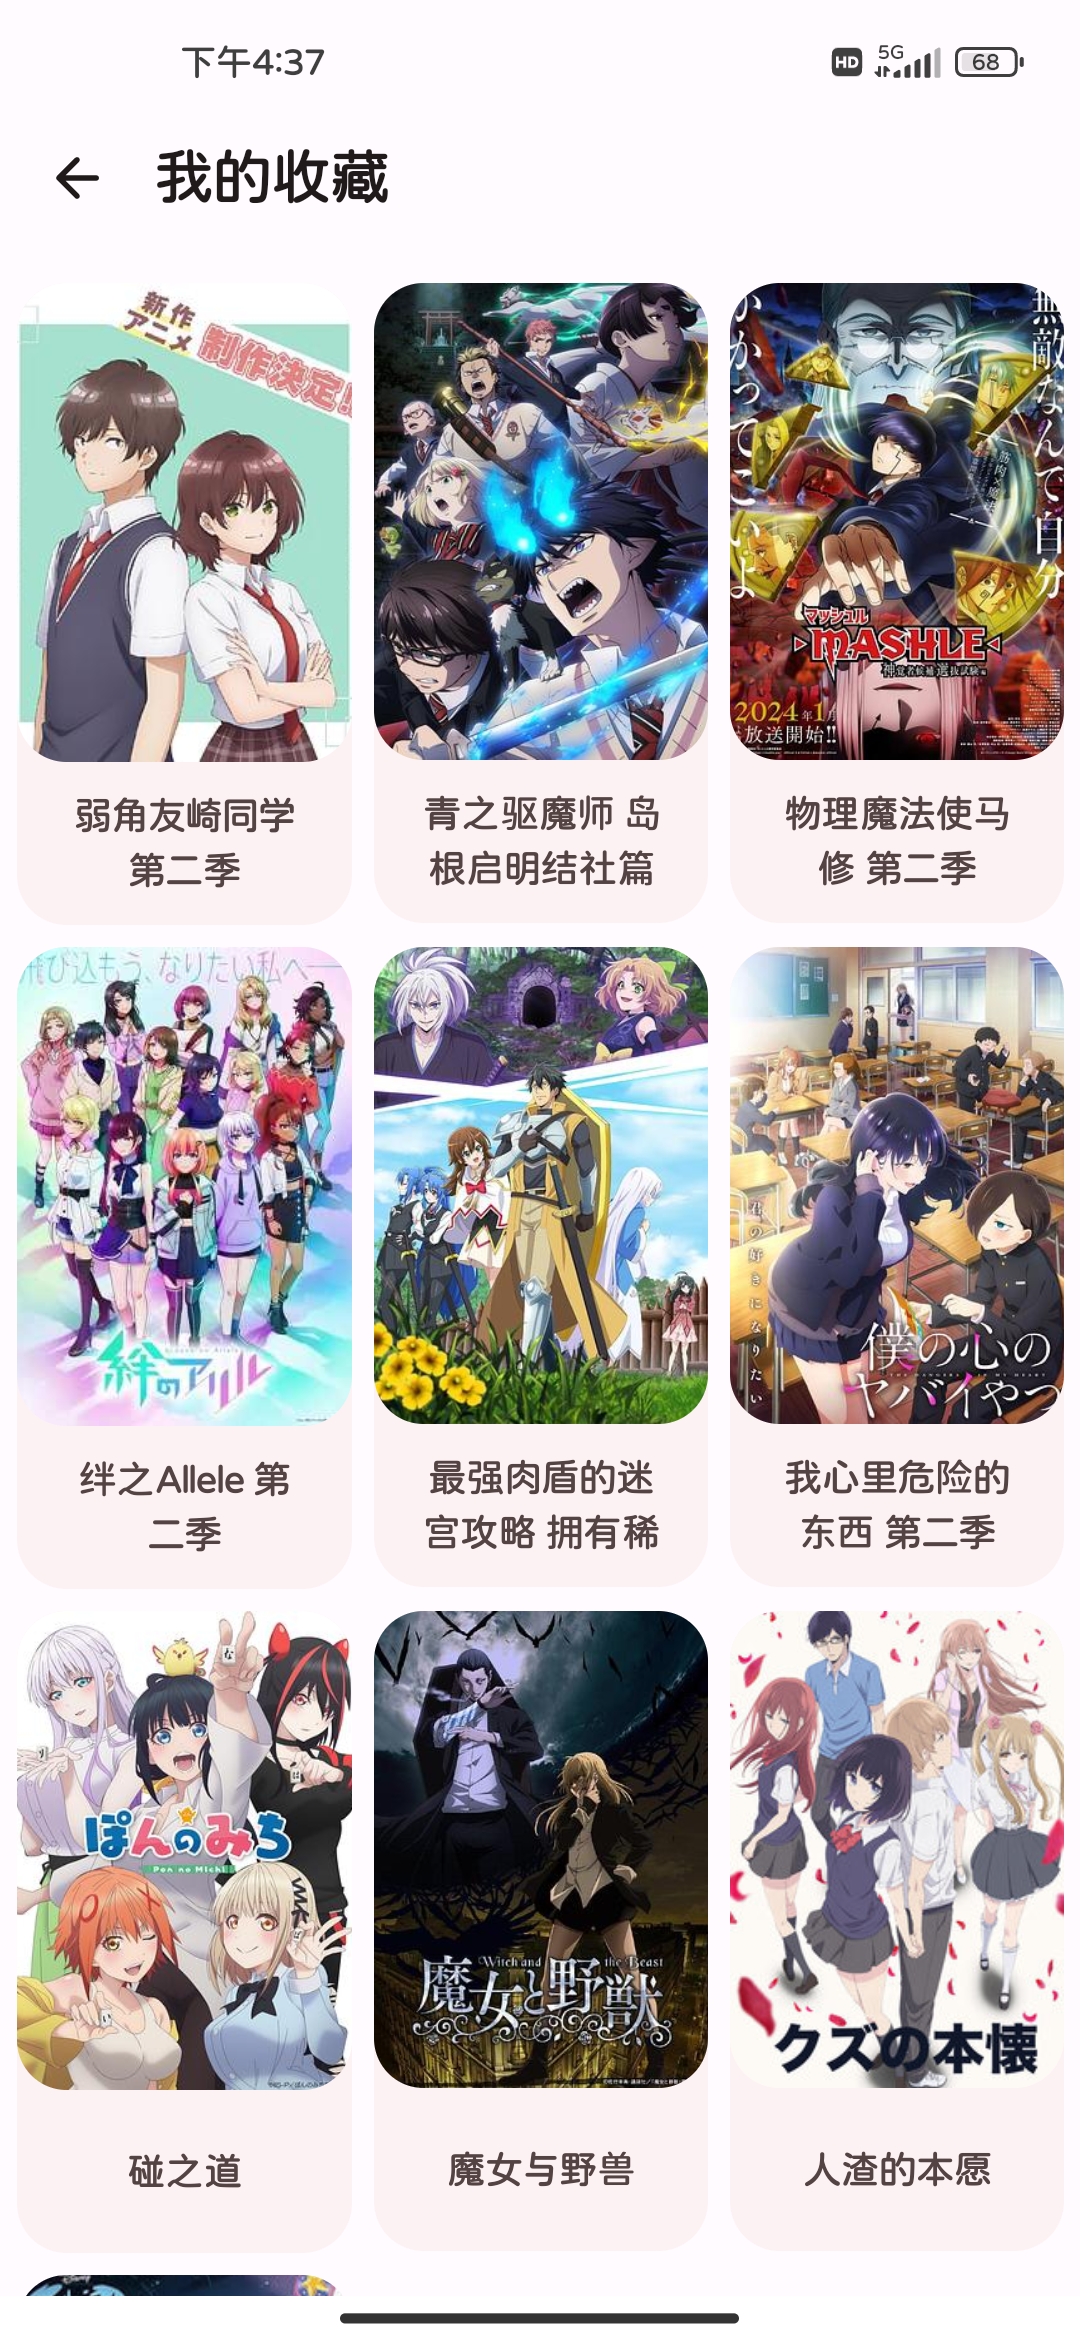 下午4:37
HD 5G 68
我的收藏
新作
アニメ
制作決定!!
無敵なんで自分
かかってこいよ
筋肉×魔法
マッシュル
MASHLE
神覚者候補選抜試験編
2024年1月
放送開始!!
弱角友崎同学
第二季
青之驱魔师 岛
根启明结社篇
物理魔法使马
修 第二季
飛び込もう、なりたい私へ——
絆のアリル
君の好きになりたい
僕の心の
ヤバイやつ
绊之Allele 第
二季
最强肉盾的迷
宫攻略 拥有稀
我心里危险的
东西 第二季
な
り
は
ぽんのみち
Pon no Michi
Witch and the Beast
魔女と野獣
クズの本懐
碰之道
魔女与野兽
人渣的本愿